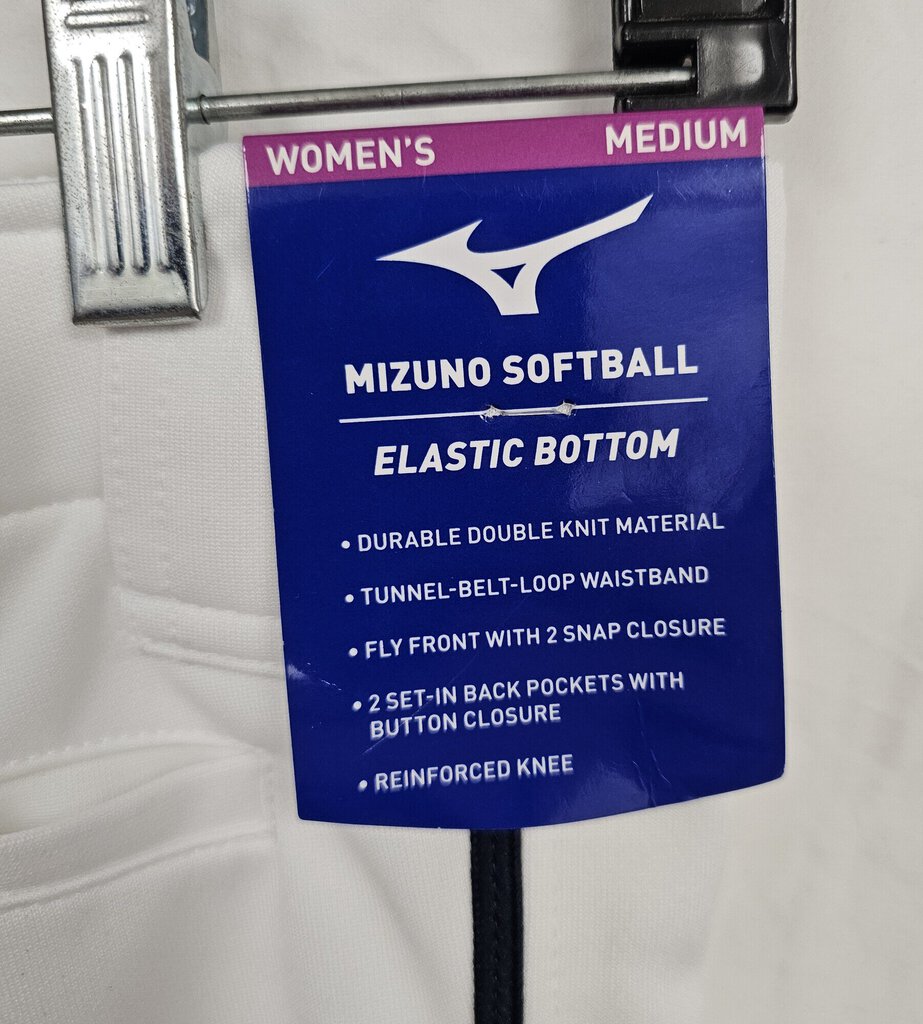 WOMEN'S MEDIUM
MIZUNO SOFTBALL
ELASTIC BOTTOM
• DURABLE DOUBLE KNIT MATERIAL
• TUNNEL-BELT-LOOP WAISTBAND
• FLY FRONT WITH 2 SNAP CLOSURE
• 2 SET-IN BACK POCKETS WITH
BUTTON CLOSURE
• REINFORCED KNEE